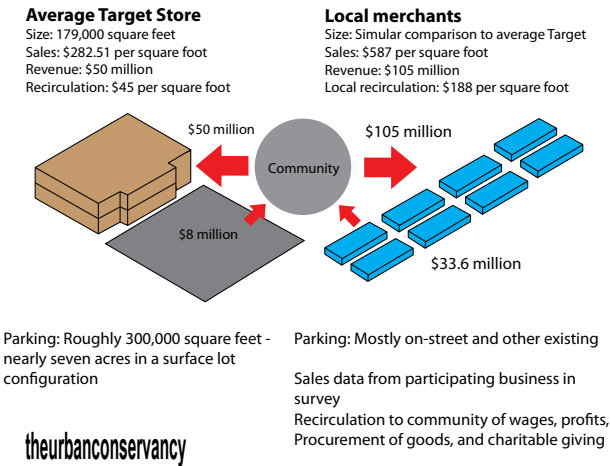 Average Target Store
Size: 179,000 square feet
Sales: $282.51 per square foot
Revenue: $50 million
Recirculation: $45 per square foot
Local merchants
Size: Simular comparison to average Target
Sales: $587 per square foot
Revenue: $105 million
Local recirculation: $188 per square foot
$50 million
Community
$105 million
$8 million
$33.6 million
Parking: Roughly 300,000 square feet -
nearly seven acres in a surface lot
configuration
Parking: Mostly on-street and other existing
Sales data from participating business in
survey
Recirculation to community of wages, profits,
Procurement of goods, and charitable giving
theurbanconservancy